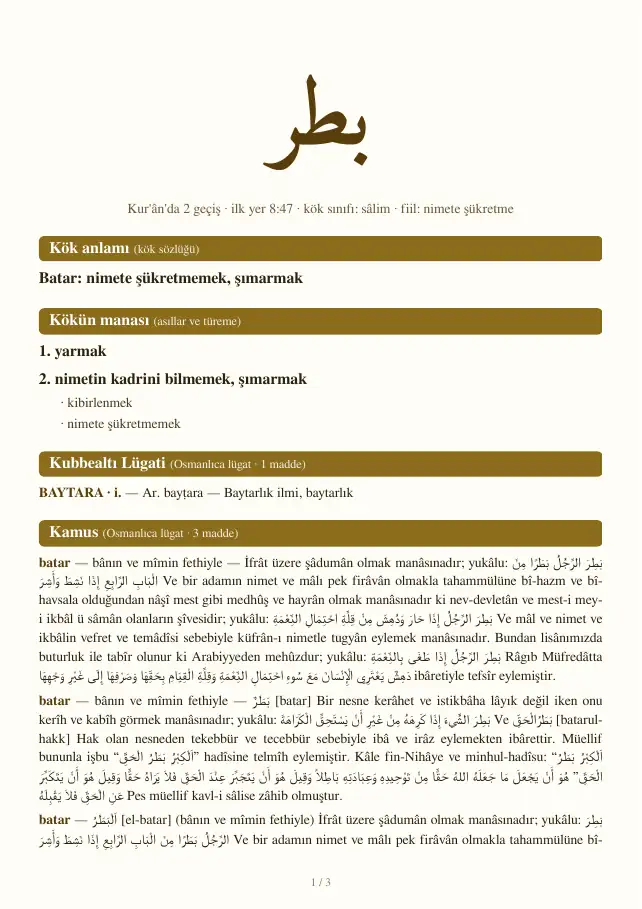 بطر
Kur'ân'da 2 geçiş · ilk yer 8:47 · kök sınıfı: sâlim · fiil: nimete şükretme
Kök anlamı (kök sözlüğü)
Batar: nimete şükretmemek, şımarmak
Kökün manası (asıllar ve türeme)
1. yarmak
2. nimetin kadrini bilmemek, şımarmak
· kibirlenmek
· nimete şükretmemek
Kubbealtı Lügati (Osmanlıca lügat · 1 madde)
BAYTARA · i. — Ar. bayṭara — Baytarlık ilmi, baytarlık
Kamus (Osmanlıca lügat · 3 madde)
batar — bânın ve mîmin fethiyle — İfrât üzere şâdumân olmak manâsınadır; yukâlu: بَطِرَ الرَّجُلُ بَطَرًا مِنَ
الْبَابِ الرَّابِعِ إِذَا نَشِطَ وَأَشِرَ Ve bir adamın nimet ve mâlı pek firâvân olmakla tahammülüne bî-hazm ve bî-
havsala olduğundan nâşî mest gibi medhûş ve hayrân olmak manâsınadır ki nev-devletân ve mest-i mey-
i ikbâl ü sâmân olanların şîvesidir; yukâlu: بَطِرَ الرَّجُلُ إِذَا حَارَ وَدُهِشَ مِنْ قِلَّةِ احْتِمَالِ النِّعْمَةِ Ve mâl ve nimet ve
ikbâlin vefret ve temâdîsi sebebiyle küfrân-ı nimetle tugyân eylemek manâsınadır. Bundan lisânımızda
buturluk ile tabîr olunur ki Arabiyyeden mehûzdur; yukâlu: بَطِرَ الرَّجُلُ إِذَا طَغَى بِالنِّعْمَةِ Râgıb Müfredâtta
دَهِشٌ يَعْتَرِي الْإِنْسَانَ مَعَ سُوءِ احْتِمَالِ النِّعْمَةِ وَقِلَّةِ الْقِيَامِ بِحَقِّهَا وَصَرْفِهَا إِلَى غَيْرِ وَجْهِهَا ibâretiyle tefsîr eylemiştir.
batar — bânın ve mîmin fethiyle — بَطَرٌ [batar] Bir nesne kerâhet ve istikbâha lâyık değil iken onu
kerîh ve kabîh görmek manâsınadır; yukâlu: بَطِرَ الشَّيْءَ إِذَا كَرِهَهُ مِنْ غَيْرِ أَنْ يَسْتَحِقَّ الْكَرَاهَةَ Ve بَطَرُالْحَقّ [batarul-
hakk] Hak olan nesneden tekebbür ve tecebbür sebebiyle ibâ ve irâz eylemekten ibârettir. Müellif
bununla işbu “اَلْكِبْرُ بَطَرُ الْحَقِّ” hadîsine telmîh eylemiştir. Kâle fin-Nihâye ve minhul-hadîsu: “اَلْكِبْرُ بَطَرُ
الْحَقِّ” هُوَ أَنْ يَجْعَلَ مَا جَعَلَهُ اللهُ حَقًّا مِنْ تَوْحِيدِهِ وَعِبَادَتِهِ بَاطِلاً وَقِيلَ هُوَ أَنْ يَتَجَبَّرَ عِنْدَ الْحَقِّ فَلاَ يَرَاهُ حَقًّا وَقِيلَ هُوَ أَنْ يَتَكَبَّرَ
عَنِ الْحَقِّ فَلاَ يَقْبَلَهُ Pes müellif kavl-i sâlise zâhib olmuştur.
batar — اَلْبَطَرُ [el-batar] (bânın ve mîmin fethiyle) İfrât üzere şâdumân olmak manâsınadır; yukâlu: بَطِرَ
الرَّجُلُ بَطَرًا مِنَ الْبَابِ الرَّابِعِ إِذَا نَشِطَ وَأَشِرَ Ve bir adamın nimet ve mâlı pek firâvân olmakla tahammülüne bî-
1 / 3